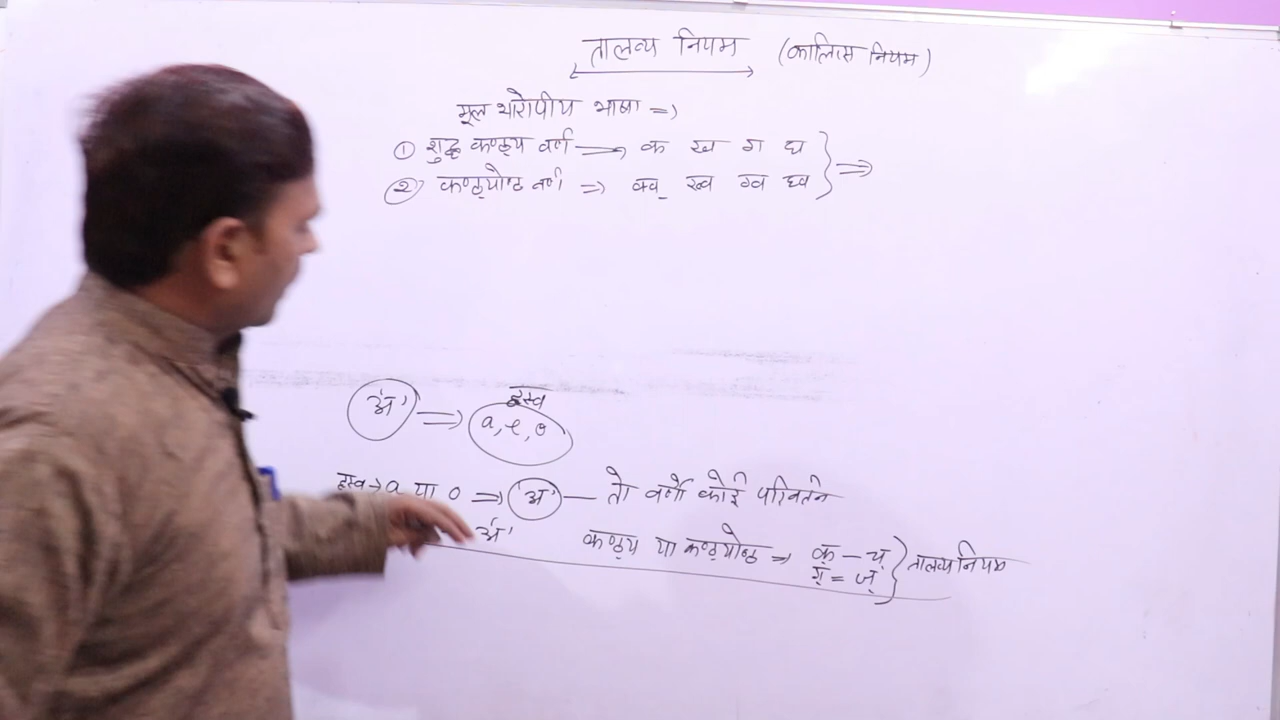 तालव्य नियम (कालित्स नियम)
मूल भारोपीय भाषा ⇒
① शुद्ध कण्ठ्य वर्ण ⟶ क ख ग घ } ⇒
② कण्ठ्योष्ठ वर्ण ⇒ क्व् ख्व ग्व घ्व
ह्रस्व
'अ' ⇒ a, e, o
ह्रस्व → a या o ⇒ 'अ' — तो वर्णो कोई परिवर्तन
'अ' कण्ठ्य या कण्ठ्योष्ठ ⇒ क् – च् } तालव्य नियम
ग् = ज्